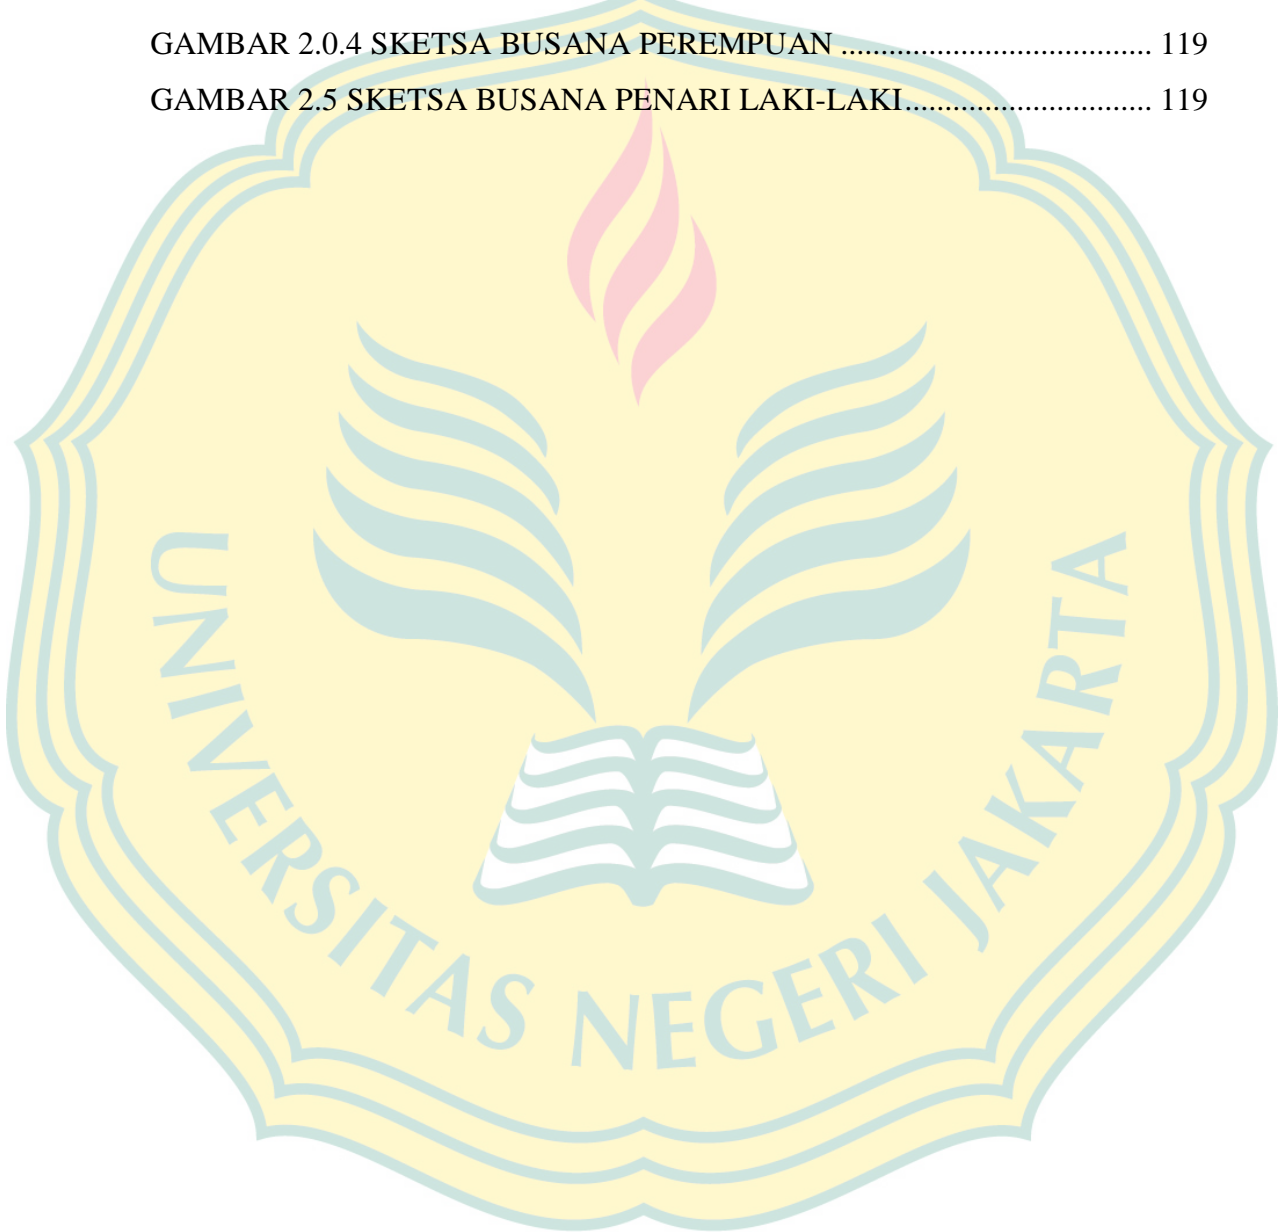 GAMBAR 2.0.4 SKETSA BUSANA PEREMPUAN ................................. 119
GAMBAR 2.5 SKETSA BUSANA PENARI LAKI-LAKI.......................... 119
UNIVERSITAS NEGERI JAKARTA